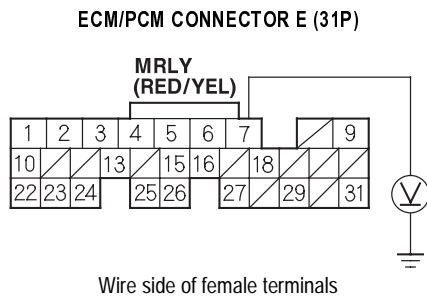 ECM/PCM CONNECTOR E (31P)
MRLY
(RED/YEL)
1 2 3 4 5 6 7 9
10 13 15 16 18
22 23 24 25 26 27 29 31
V
Wire side of female terminals